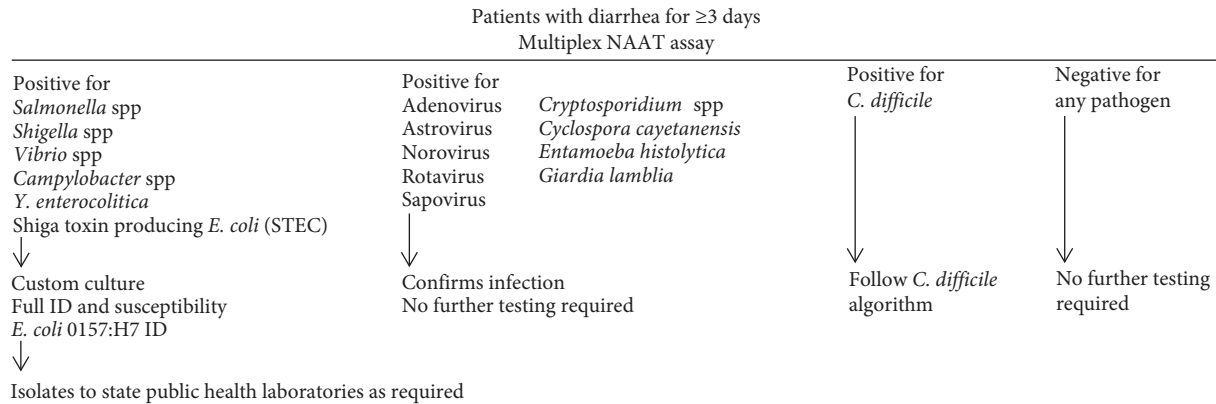 Patients with diarrhea for ≥3 days
Multiplex NAAT assay
Positive for
Salmonella spp
Shigella spp
Vibrio spp
Campylobacter spp
Y. enterocolitica
Shiga toxin producing E. coli (STEC)
Custom culture
Full ID and susceptibility
E. coli 0157:H7 ID
Isolates to state public health laboratories as required
Positive for
Adenovirus Cryptosporidium spp
Astrovirus Cyclospora cayetanensis
Norovirus Entamoeba histolytica
Rotavirus Giardia lamblia
Sapovirus
Confirms infection
No further testing required
Positive for
C. difficile
Follow C. difficile
algorithm
Negative for
any pathogen
No further testing
required